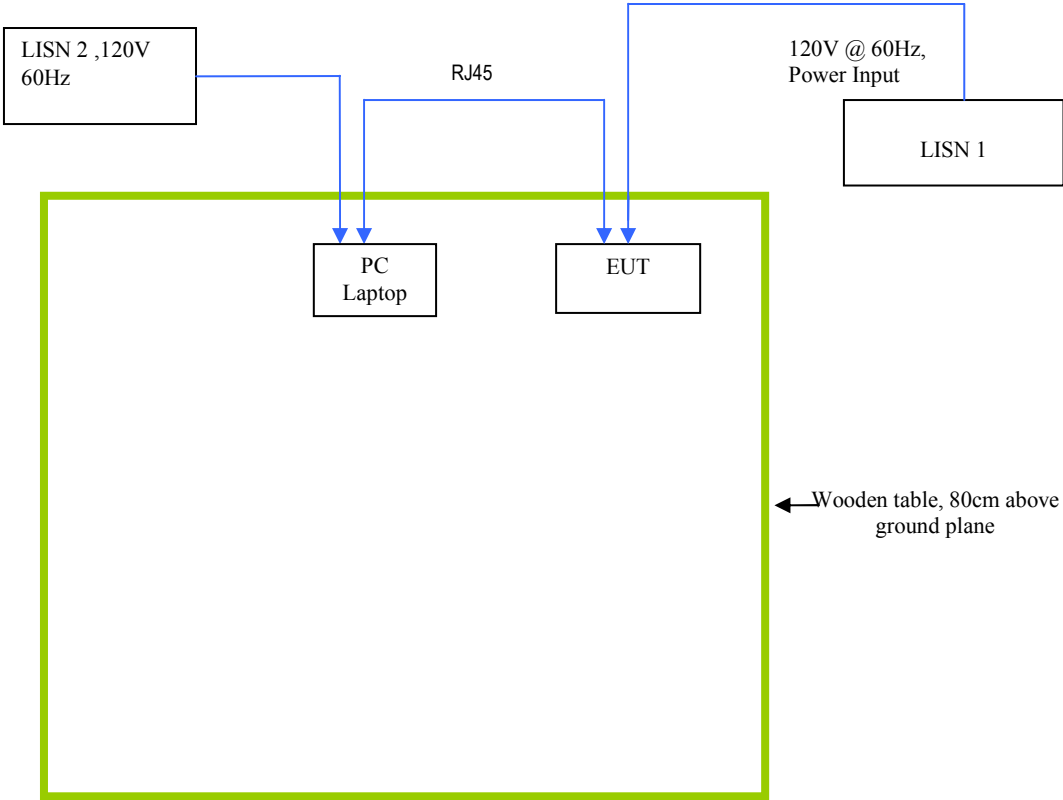 LISN 2 ,120V
60Hz
RJ45
120V @ 60Hz,
Power Input
LISN 1
PC
Laptop
EUT
Wooden table, 80cm above
ground plane